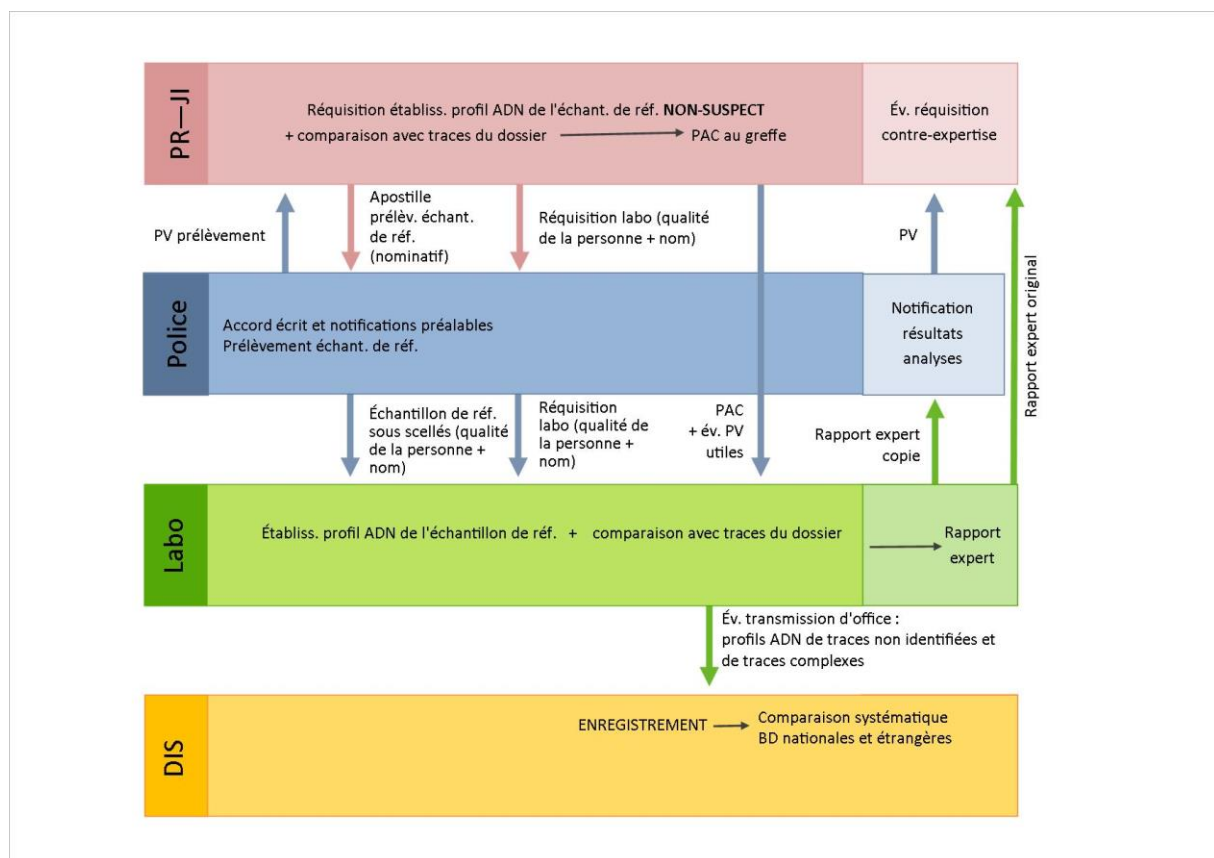 PR—JI
Réquisition établiss. profil ADN de l'échant. de réf. NON-SUSPECT
+ comparaison avec traces du dossier
PAC au greffe
Év. réquisition
contre-expertise
PV prélèvement
Apostille
prélèv. échant.
de réf.
(nominatif)
Réquisition labo (qualité
de la personne + nom)
PV
Rapport expert original
Police
Accord écrit et notifications préalables
Prélèvement échant. de réf.
Notification
résultats
analyses
Échantillon de réf.
sous scellés (qualité
de la personne +
nom)
Réquisition
labo (qualité de
la personne +
nom)
PAC
+ év. PV
utiles
Rapport expert
copie
Labo
Établiss. profil ADN de l'échantillon de réf. + comparaison avec traces du dossier
Rapport
expert
Év. transmission d'office :
profils ADN de traces non identifiées et
de traces complexes
DIS
ENREGISTREMENT
Comparaison systématique
BD nationales et étrangères